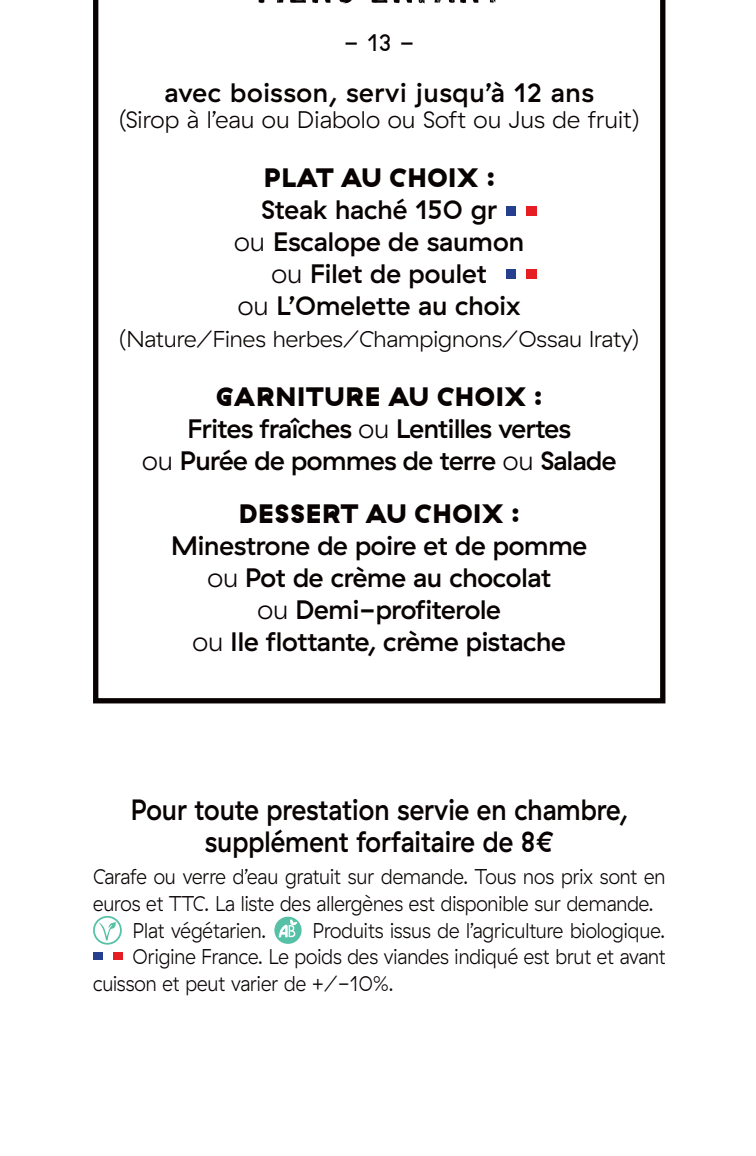 – 13 –
avec boisson, servi jusqu'à 12 ans
(Sirop à l'eau ou Diabolo ou Soft ou Jus de fruit)
PLAT AU CHOIX :
Steak haché 150 gr
ou Escalope de saumon
ou Filet de poulet
ou L'Omelette au choix
(Nature/Fines herbes/Champignons/Ossau Iraty)
GARNITURE AU CHOIX :
Frites fraîches ou Lentilles vertes
ou Purée de pommes de terre ou Salade
DESSERT AU CHOIX :
Minestrone de poire et de pomme
ou Pot de crème au chocolat
ou Demi-profiterole
ou Ile flottante, crème pistache
Pour toute prestation servie en chambre,
supplément forfaitaire de 8€
Carafe ou verre d'eau gratuit sur demande. Tous nos prix sont en
euros et TTC. La liste des allergènes est disponible sur demande.
V Plat végétarien. AB Produits issus de l'agriculture biologique.
Origine France. Le poids des viandes indiqué est brut et avant
cuisson et peut varier de +/-10%.